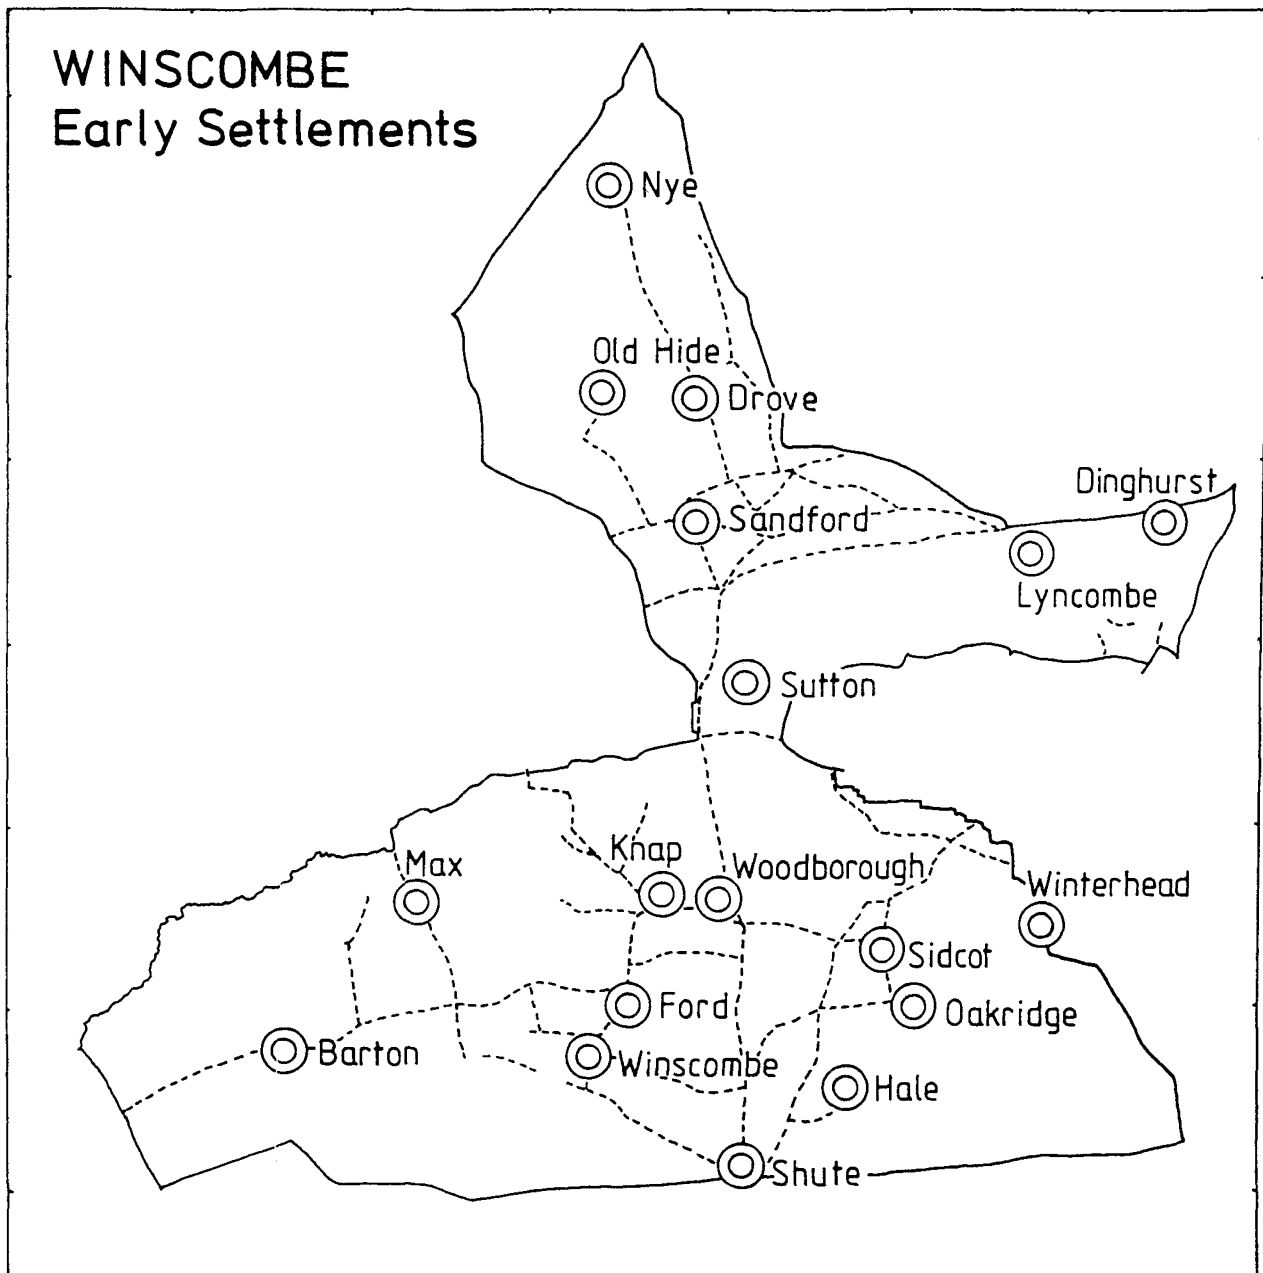 WINSCOMBE
Early Settlements
Nye
Old Hide
Drove
Dinghurst
Sandford
Lyncombe
Sutton
Knap
Max
Woodborough
Winterhead
Sidcot
Ford
Oakridge
Barton
Winscombe
Hale
Shute